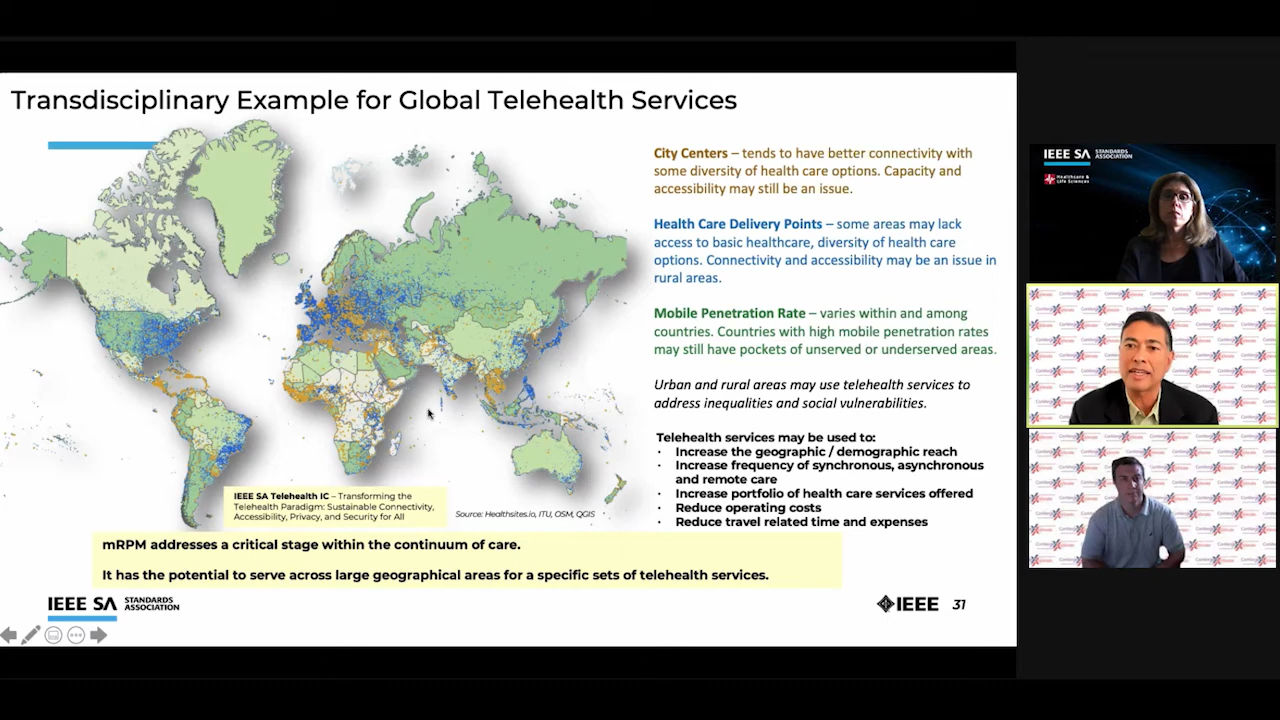 Transdisciplinary Example for Global Telehealth Services
City Centers – tends to have better connectivity with
some diversity of health care options. Capacity and
accessibility may still be an issue.
Health Care Delivery Points – some areas may lack
access to basic healthcare, diversity of health care
options. Connectivity and accessibility may be an issue in
rural areas.
Mobile Penetration Rate – varies within and among
countries. Countries with high mobile penetration rates
may still have pockets of unserved or underserved areas.
Urban and rural areas may use telehealth services to
address inequalities and social vulnerabilities.
Telehealth services may be used to:
· Increase the geographic / demographic reach
· Increase frequency of synchronous, asynchronous
and remote care
· Increase portfolio of health care services offered
· Reduce operating costs
· Reduce travel related time and expenses
IEEE SA Telehealth IC – Transforming the
Telehealth Paradigm: Sustainable Connectivity,
Accessibility, Privacy, and Security for All
Source: Healthsites.io, ITU, OSM, QGIS
mRPM addresses a critical stage within the continuum of care.
It has the potential to serve across large geographical areas for a specific sets of telehealth services.
IEEE SA STANDARDS
ASSOCIATION
IEEE 31
IEEE SA STANDARDS
ASSOCIATION
Healthcare &
Life Sciences